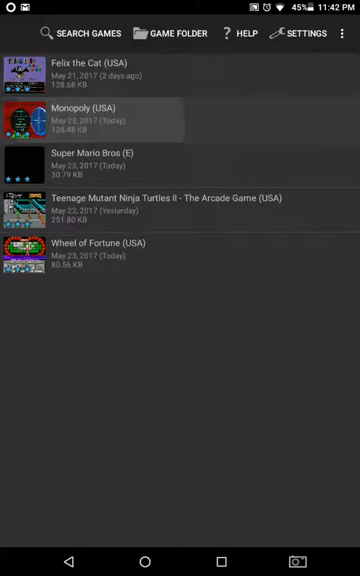 45% 11:42 PM
SEARCH GAMES GAME FOLDER HELP SETTINGS
Felix the Cat (USA)
May 21, 2017 (2 days ago)
128.68 KB
Monopoly (USA)
May 23, 2017 (Today)
128.48 KB
Super Mario Bros (E)
May 23, 2017 (Today)
30.79 KB
Teenage Mutant Ninja Turtles II - The Arcade Game (USA)
May 22, 2017 (Yesterday)
251.80 KB
Wheel of Fortune (USA)
May 23, 2017 (Today)
80.56 KB